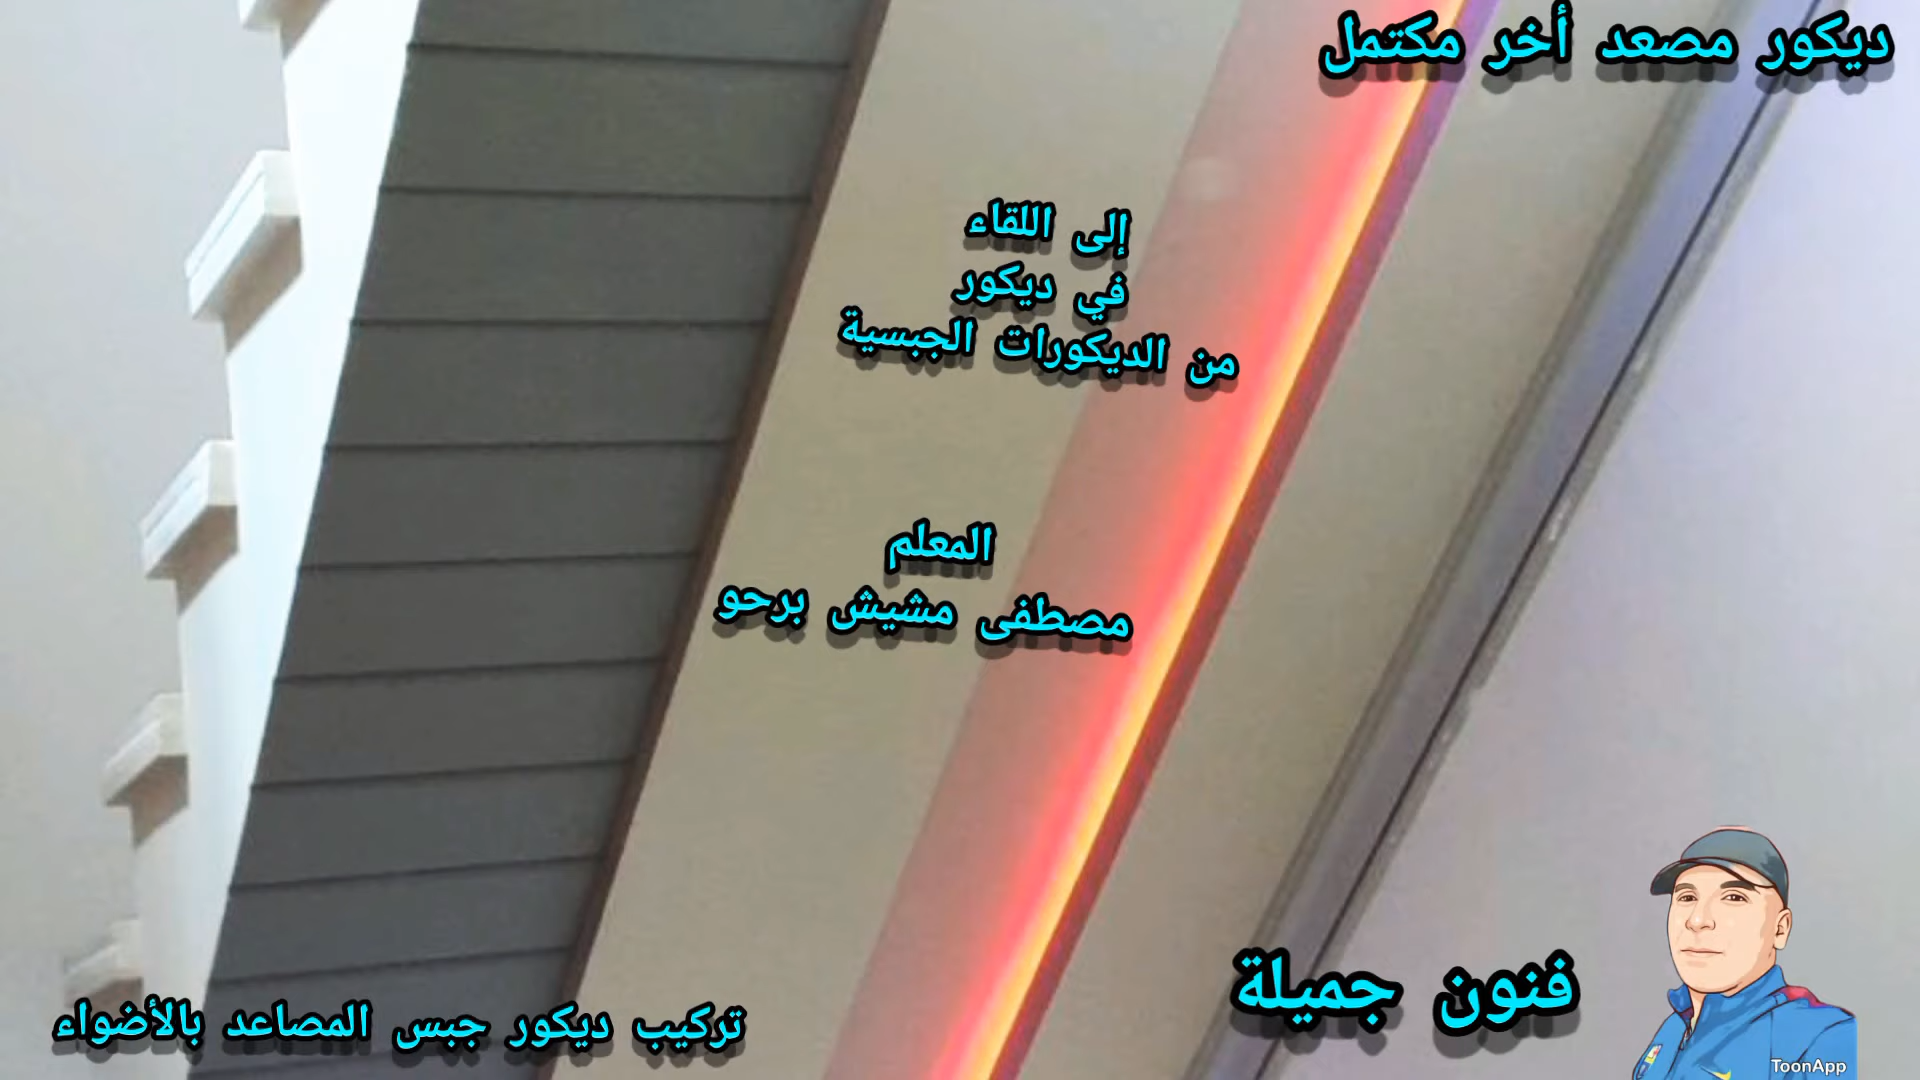 ديكور مصعد أخر مكتمل
إلى اللقاء
في ديكور
من الديكورات الجبسية
المعلم
مصطفى مشيش برحو
فنون جميلة
تركيب ديكور جبس المصاعد بالأضواء
ToonApp